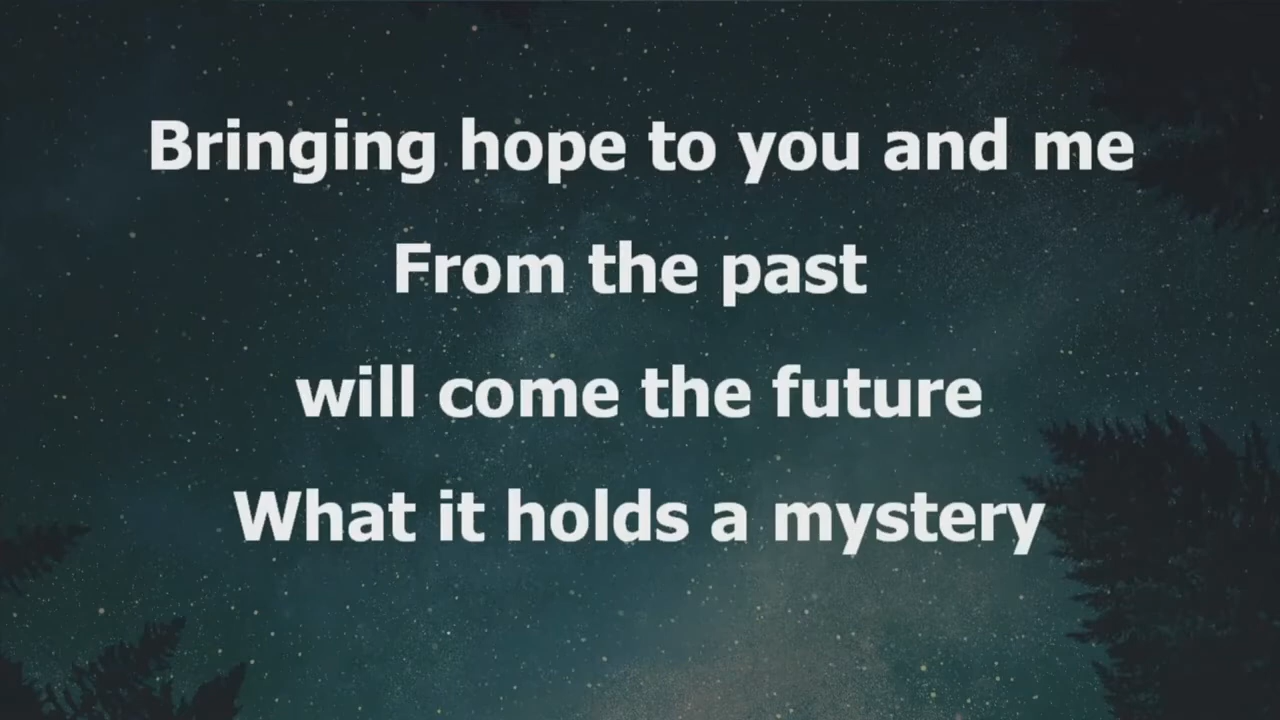 Bringing hope to you and me
From the past
will come the future
What it holds a mystery